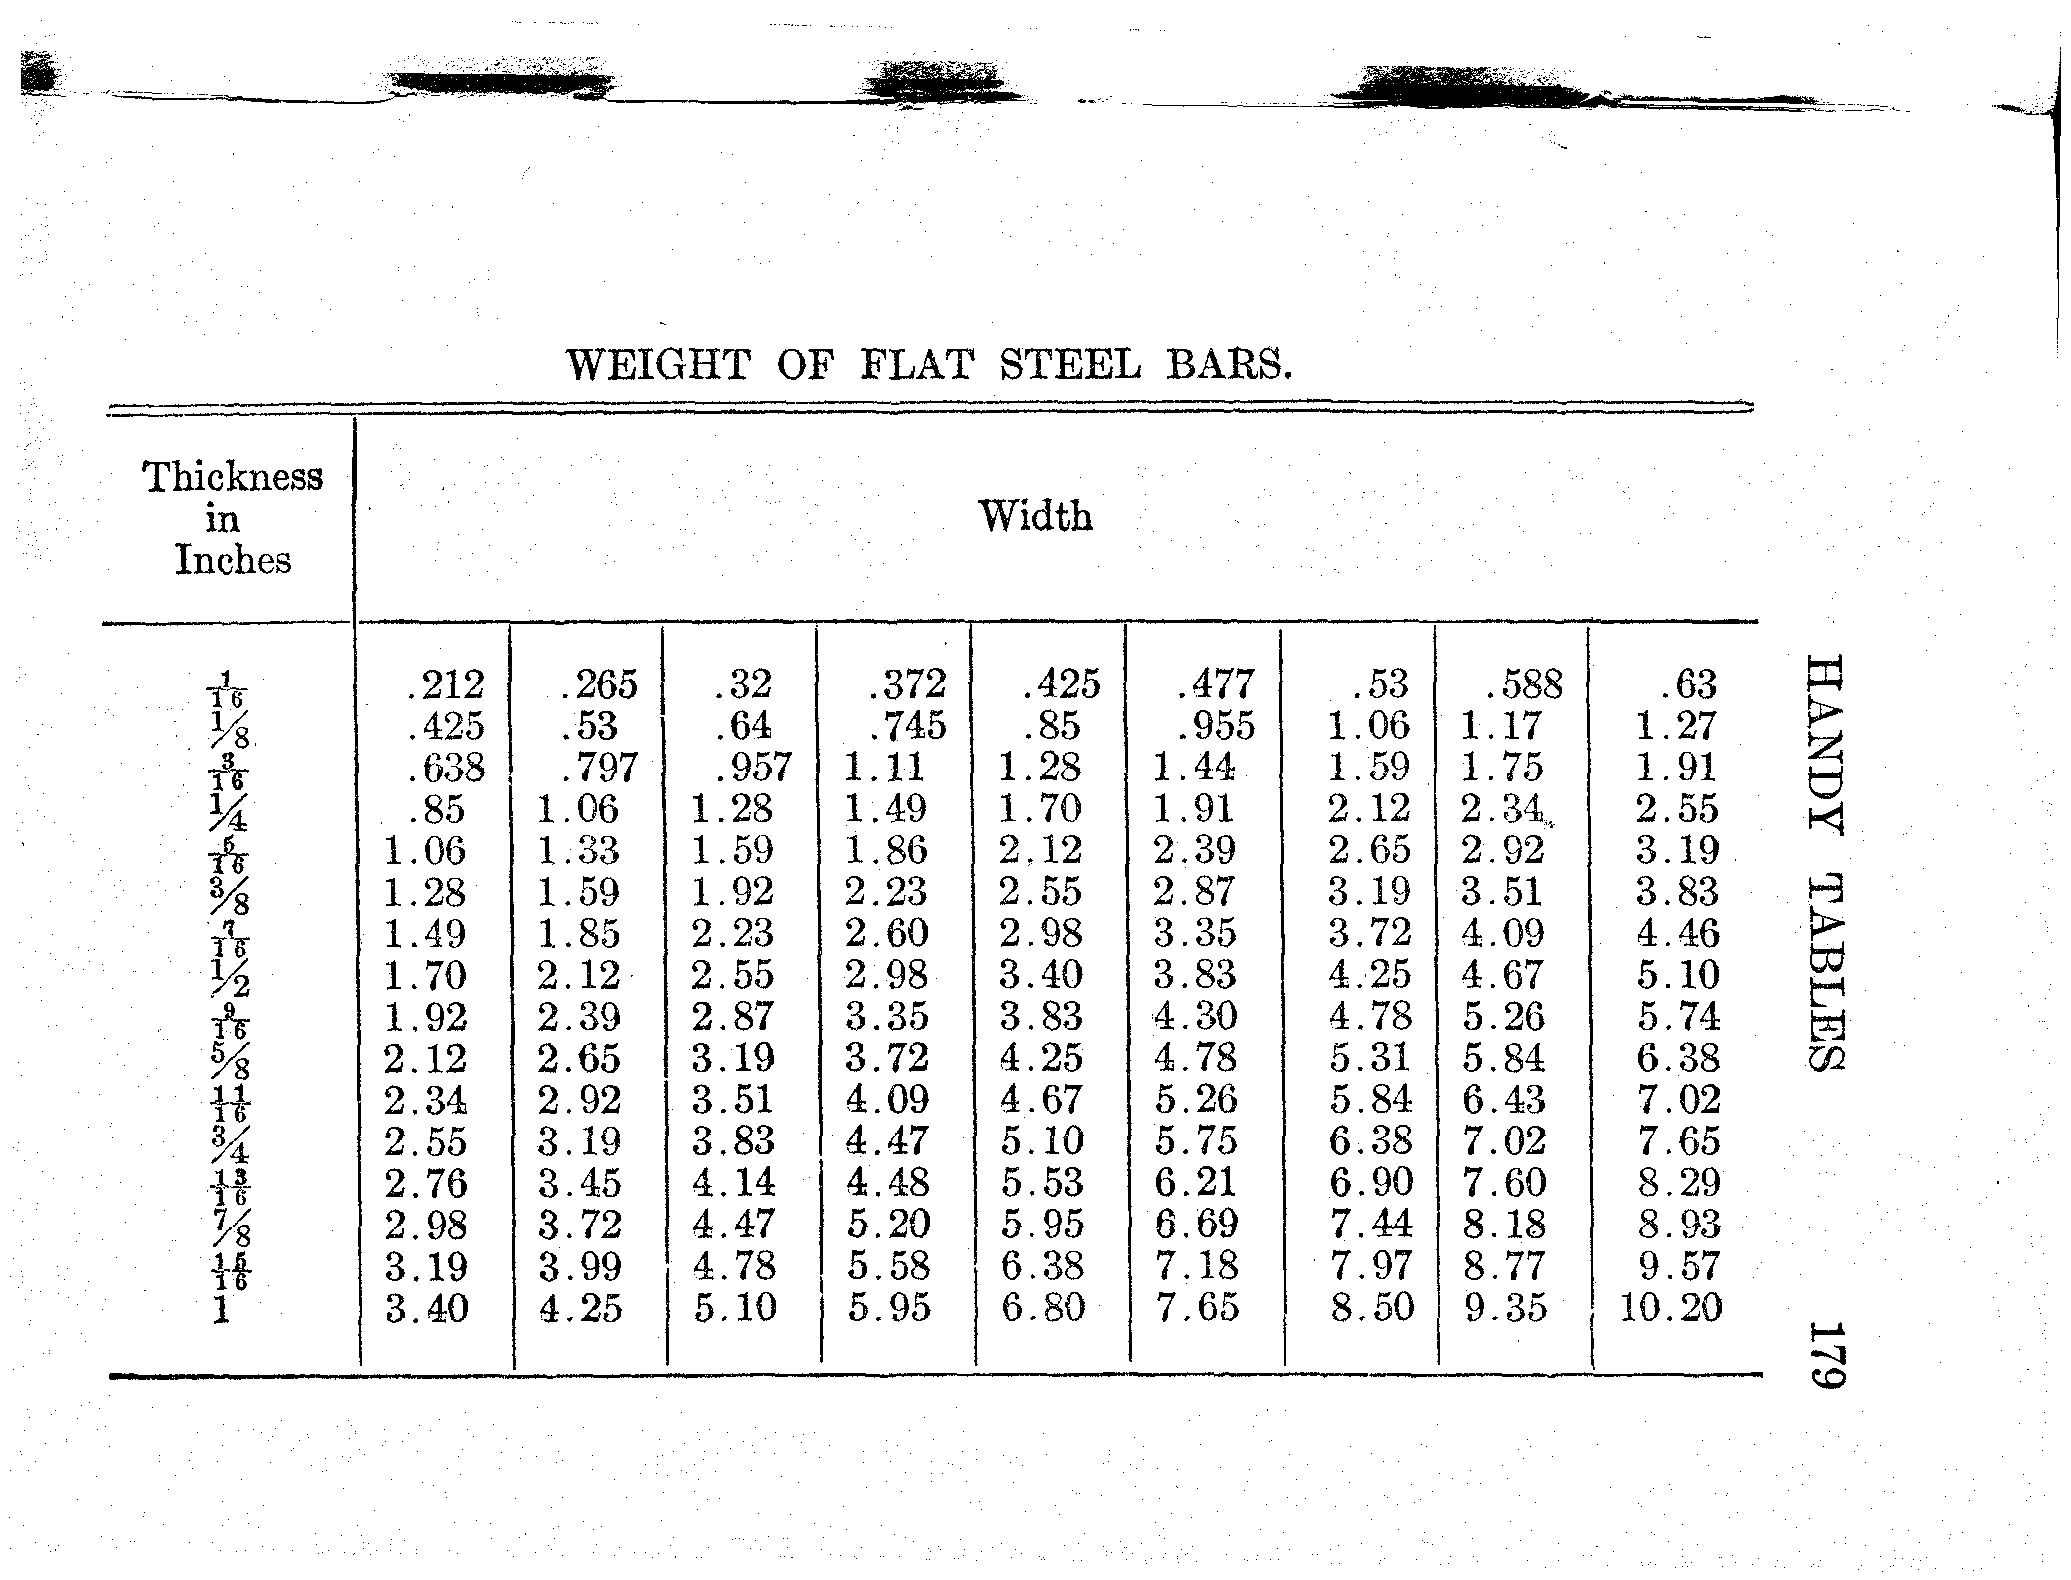 WEIGHT OF FLAT STEEL BARS.
Thickness
in
Inches
Width
1/16 .212 .265 .32 .372 .425 .477 .53 .588 .63
1/8 .425 .53 .64 .745 .85 .955 1.06 1.17 1.27
3/16 .638 .797 .957 1.11 1.28 1.44 1.59 1.75 1.91
1/4 .85 1.06 1.28 1.49 1.70 1.91 2.12 2.34 2.55
5/16 1.06 1.33 1.59 1.86 2.12 2.39 2.65 2.92 3.19
3/8 1.28 1.59 1.92 2.23 2.55 2.87 3.19 3.51 3.83
7/16 1.49 1.85 2.23 2.60 2.98 3.35 3.72 4.09 4.46
1/2 1.70 2.12 2.55 2.98 3.40 3.83 4.25 4.67 5.10
9/16 1.92 2.39 2.87 3.35 3.83 4.30 4.78 5.26 5.74
5/8 2.12 2.65 3.19 3.72 4.25 4.78 5.31 5.84 6.38
11/16 2.34 2.92 3.51 4.09 4.67 5.26 5.84 6.43 7.02
3/4 2.55 3.19 3.83 4.47 5.10 5.75 6.38 7.02 7.65
13/16 2.76 3.45 4.14 4.48 5.53 6.21 6.90 7.60 8.29
7/8 2.98 3.72 4.47 5.20 5.95 6.69 7.44 8.18 8.93
15/16 3.19 3.99 4.78 5.58 6.38 7.18 7.97 8.77 9.57
1 3.40 4.25 5.10 5.95 6.80 7.65 8.50 9.35 10.20
HANDY TABLES 179